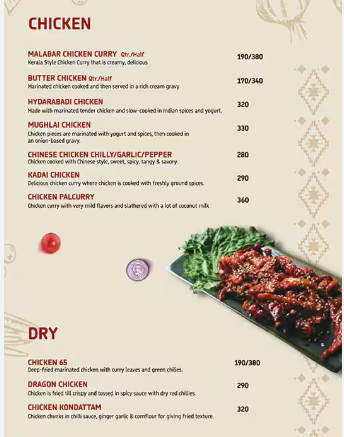 CHICKEN
MALABAR CHICKEN CURRY Qtr./Half 190/380
Kerala Style Chicken Curry that is creamy, delicious
BUTTER CHICKEN Qtr./Half 170/340
Marinated chicken cooked and then served in a rich cream gravy
HYDARABADI CHICKEN 320
Made with marinated tender chicken and slow-cooked in Indian spices and yogurt.
MUGHLAI CHICKEN 330
Chicken pieces are marinated with yogurt and spices, then cooked in
an onion-based gravy.
CHINESE CHICKEN CHILLY/GARLIC/PEPPER 280
Chicken cooked with Chinese style, sweet, spicy, tangy & savory
KADAI CHICKEN 290
Delicious chicken curry where chicken is cooked with freshly ground spices.
CHICKEN PALCURRY 360
Chicken curry with very mild flavors and slathered with a lot of coconut milk
DRY
CHICKEN 65 190/380
Deep-fried marinated chicken with curry leaves and green chilies.
DRAGON CHICKEN 290
Chicken is fried till crispy and tossed in spicy sauce with dry red chillies.
CHICKEN KONDATTAM 320
Chicken chunks in chilli sauce, ginger garlic & cornflour for giving fried texture.